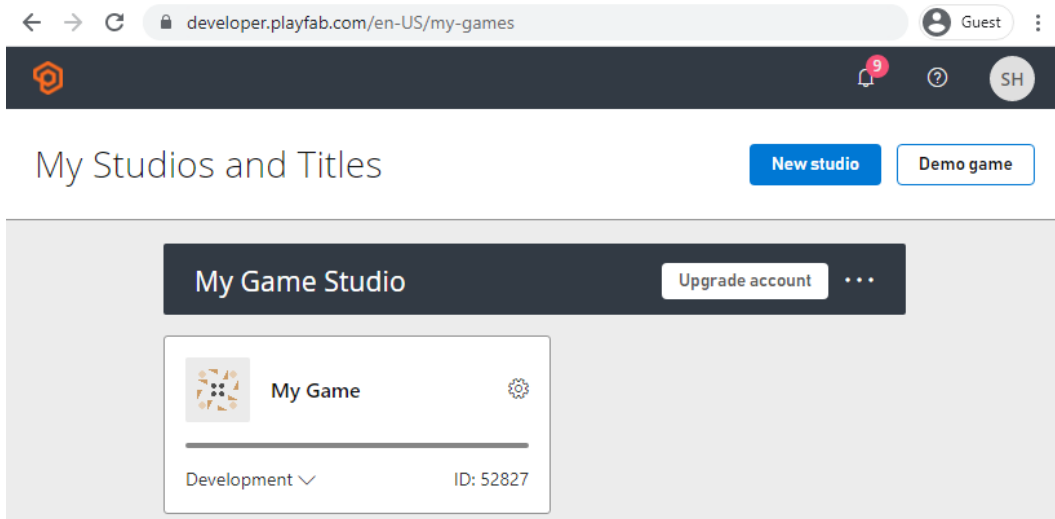 developer.playfab.com/en-US/my-games
Guest
9
SH
My Studios and Titles
New studio
Demo game
My Game Studio
Upgrade account
My Game
Development
ID: 52827